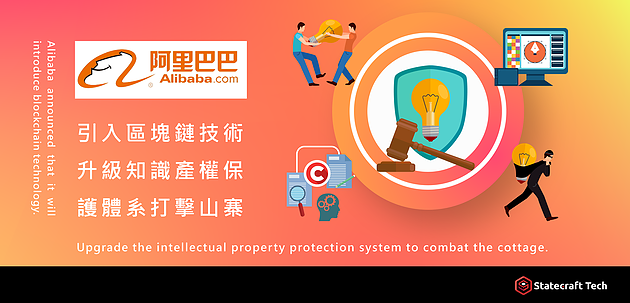 Alibaba announced that it will
introduce blockchain technology.
阿里巴巴
Alibaba.com
®
引入區塊鏈技術
升級知識產權保
護體系打擊山寨
C
Upgrade the intellectual property protection system to combat the cottage.
Statecraft Tech